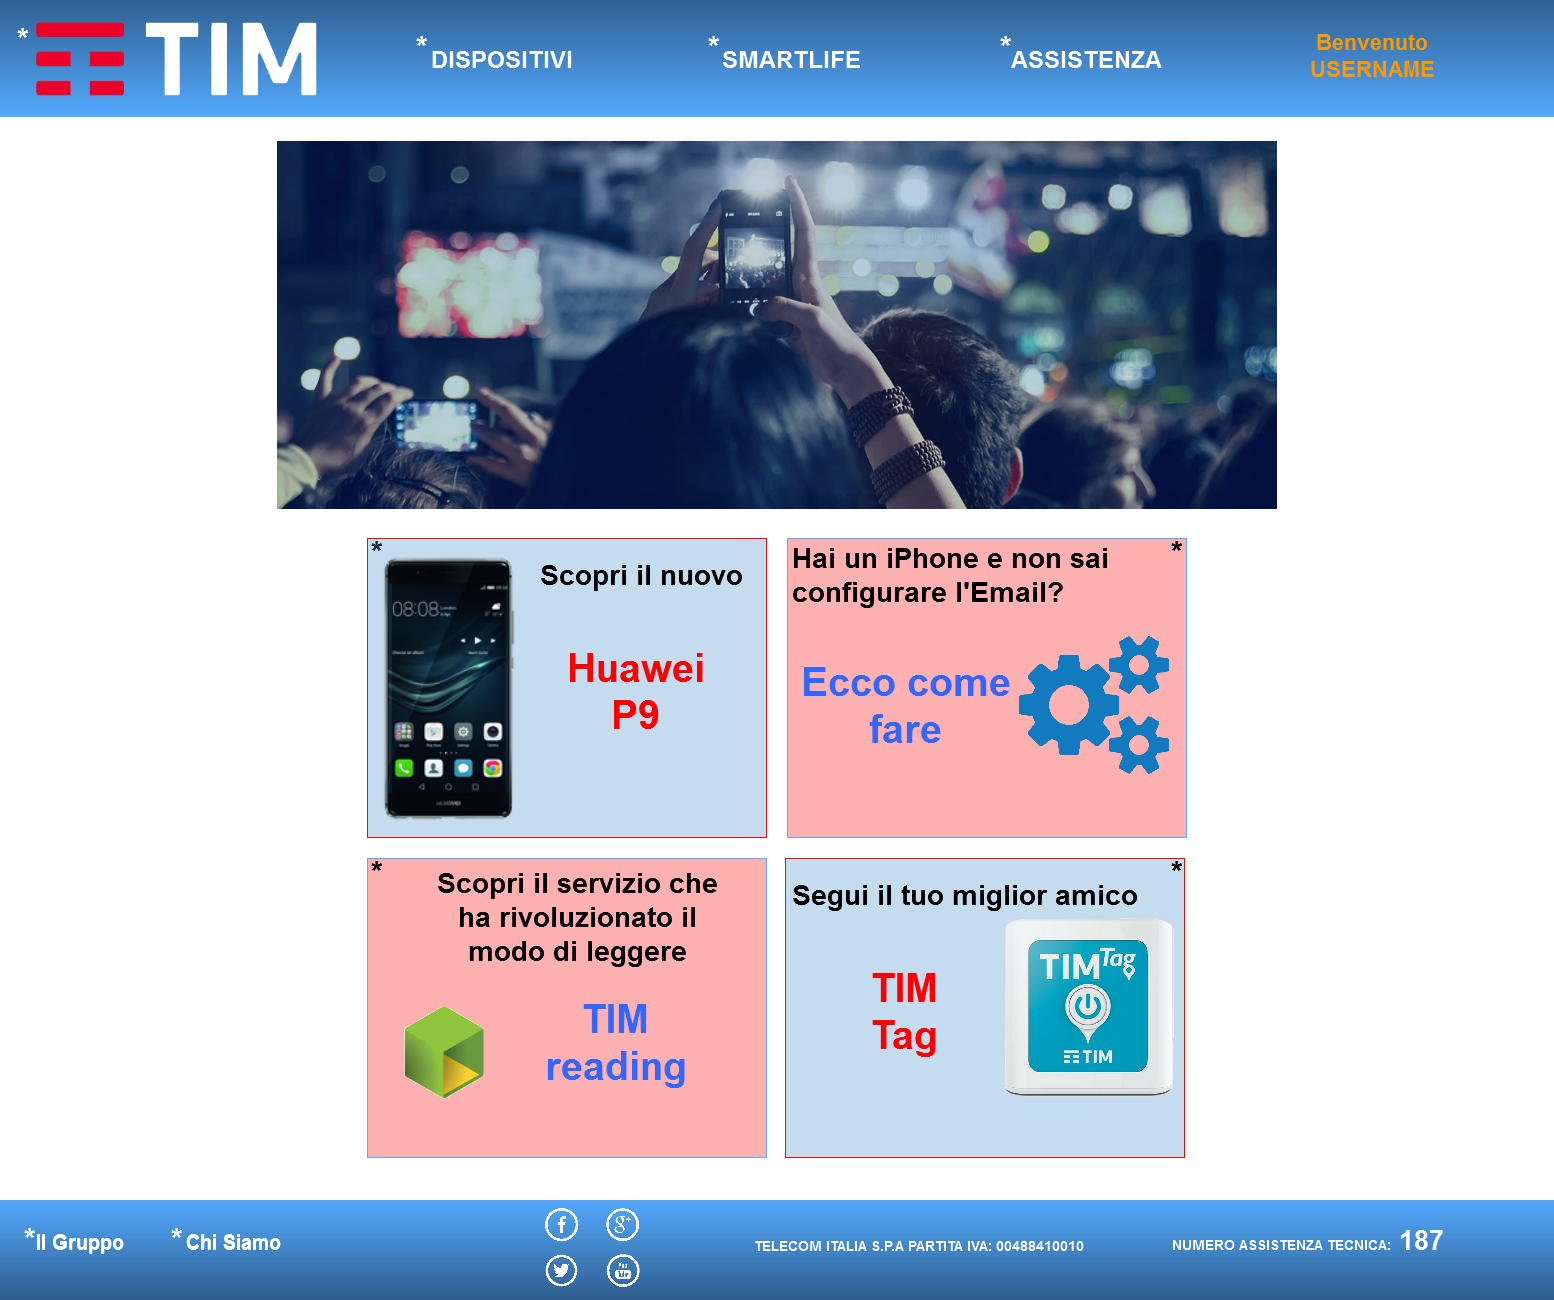 * TIM
*DISPOSITIVI
*SMARTLIFE
*ASSISTENZA
Benvenuto
USERNAME
*
Scopri il nuovo
08:08 London
Huawei
P9
HUAWEI
*
Hai un iPhone e non sai
configurare l'Email?
Ecco come
fare
*
Scopri il servizio che
ha rivoluzionato il
modo di leggere
TIM
reading
*
Segui il tuo miglior amico
TIM
Tag
TIM Tag
TIM
*Il Gruppo
*Chi Siamo
f
g+
You
TELECOM ITALIA S.P.A PARTITA IVA: 00488410010
NUMERO ASSISTENZA TECNICA: 187